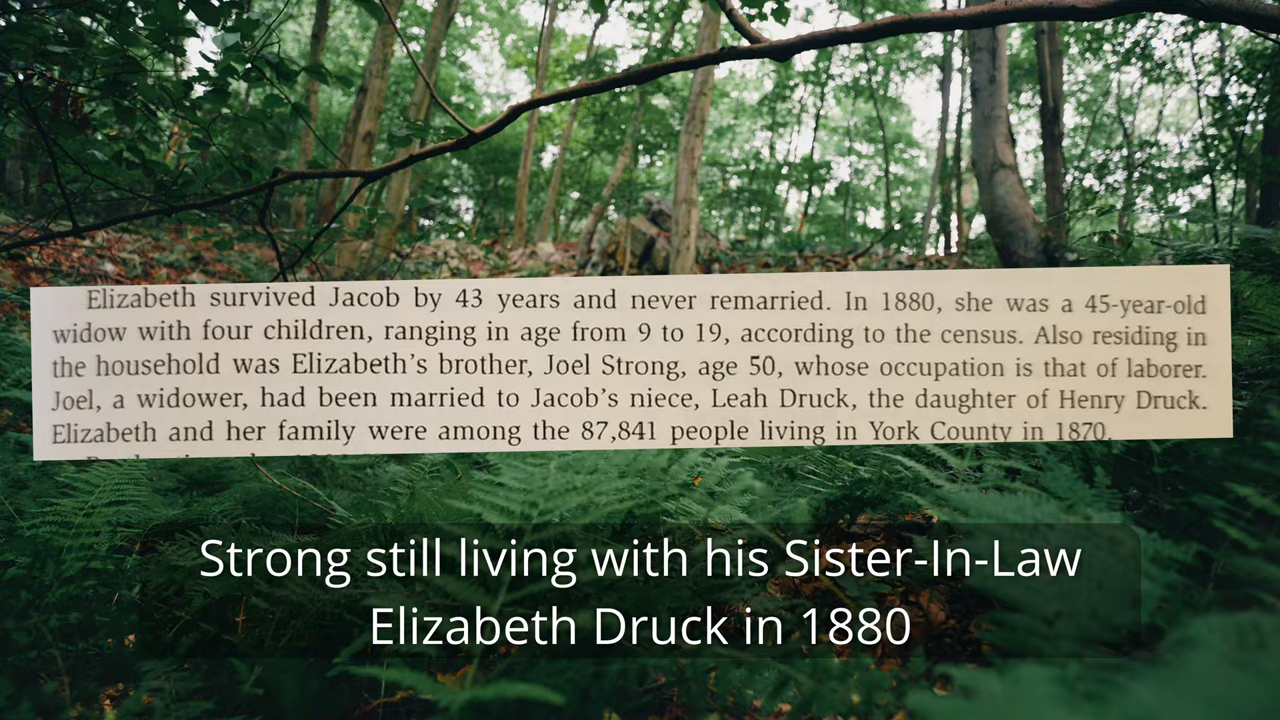 Elizabeth survived Jacob by 43 years and never remarried. In 1880, she was a 45-year-old
widow with four children, ranging in age from 9 to 19, according to the census. Also residing in
the household was Elizabeth's brother, Joel Strong, age 50, whose occupation is that of laborer.
Joel, a widower, had been married to Jacob's niece, Leah Druck, the daughter of Henry Druck.
Elizabeth and her family were among the 87,841 people living in York County in 1870.
Strong still living with his Sister-In-Law
Elizabeth Druck in 1880